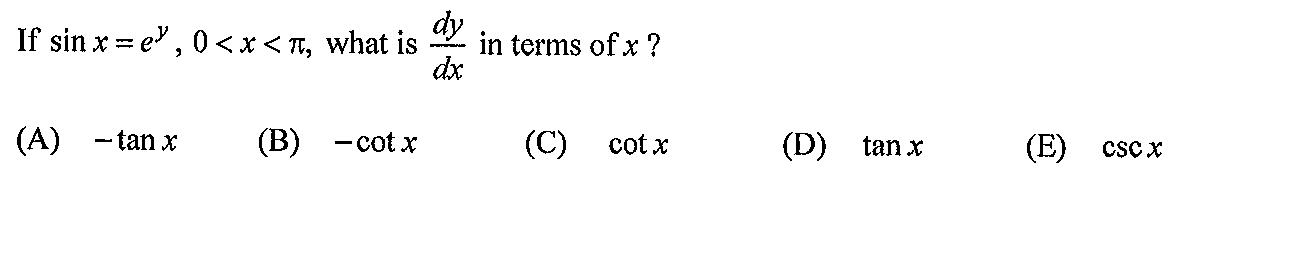 If sin x = e^y, 0 < x < π, what is dy/dx in terms of x ?
(A) −tan x (B) −cot x (C) cot x (D) tan x (E) csc x